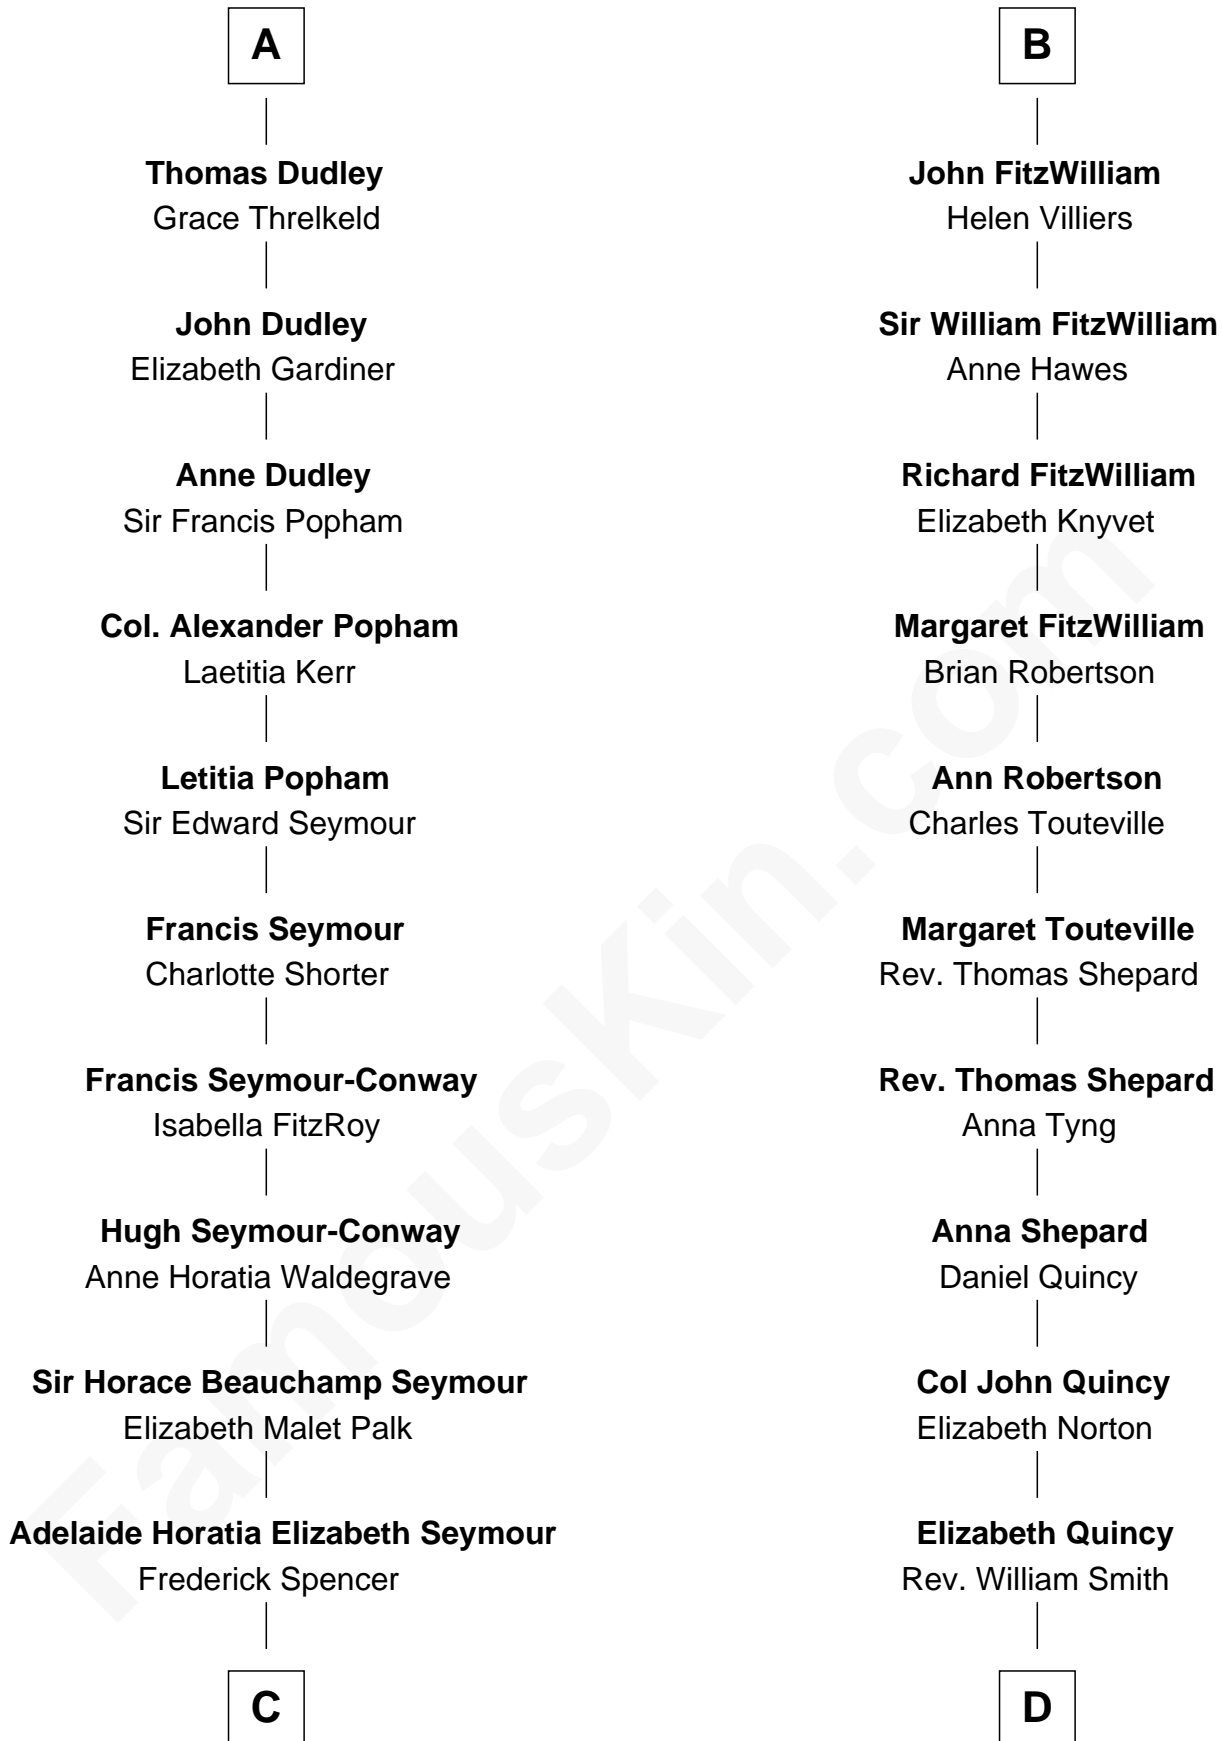 A
Thomas Dudley
Grace Threlkeld
John Dudley
Elizabeth Gardiner
Anne Dudley
Sir Francis Popham
Col. Alexander Popham
Laetitia Kerr
Letitia Popham
Sir Edward Seymour
Francis Seymour
Charlotte Shorter
Francis Seymour-Conway
Isabella FitzRoy
Hugh Seymour-Conway
Anne Horatia Waldegrave
Sir Horace Beauchamp Seymour
Elizabeth Malet Palk
Adelaide Horatia Elizabeth Seymour
Frederick Spencer
C
B
John FitzWilliam
Helen Villiers
Sir William FitzWilliam
Anne Hawes
Richard FitzWilliam
Elizabeth Knyvet
Margaret FitzWilliam
Brian Robertson
Ann Robertson
Charles Touteville
Margaret Touteville
Rev. Thomas Shepard
Rev. Thomas Shepard
Anna Tyng
Anna Shepard
Daniel Quincy
Col John Quincy
Elizabeth Norton
Elizabeth Quincy
Rev. William Smith
D
FamousKin.com